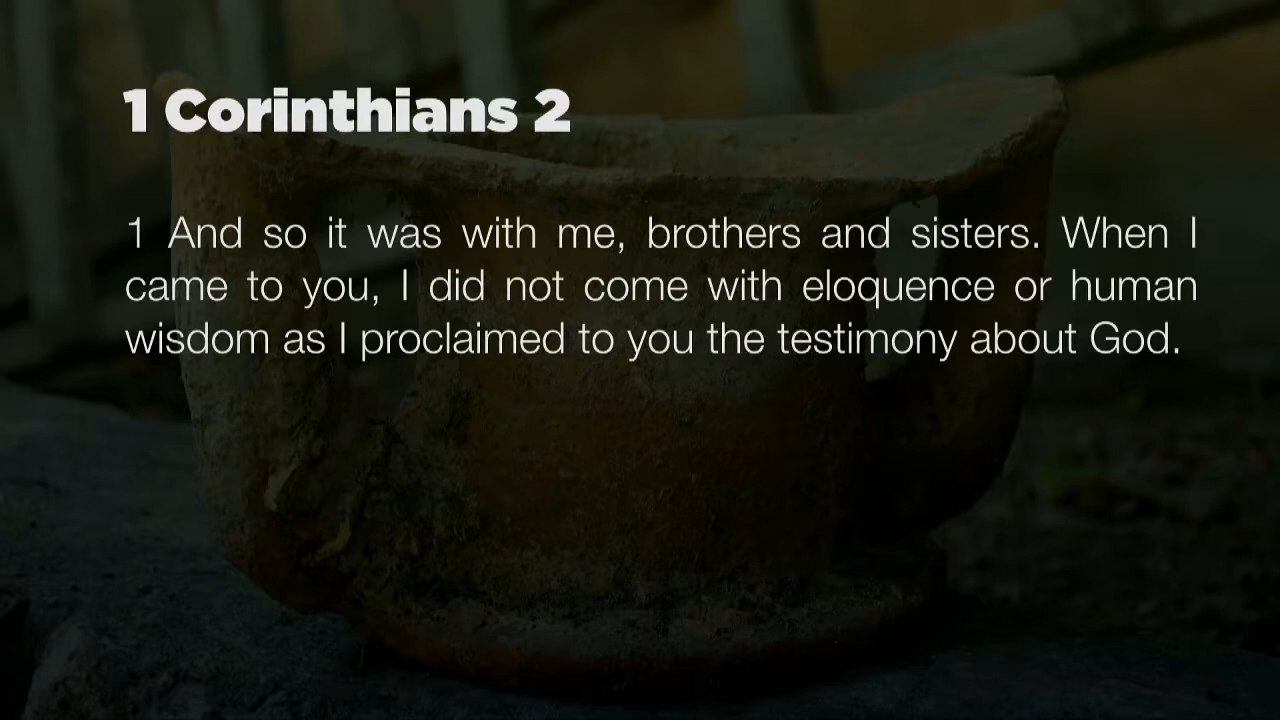 1 Corinthians 2
1 And so it was with me, brothers and sisters. When I
came to you, I did not come with eloquence or human
wisdom as I proclaimed to you the testimony about God.